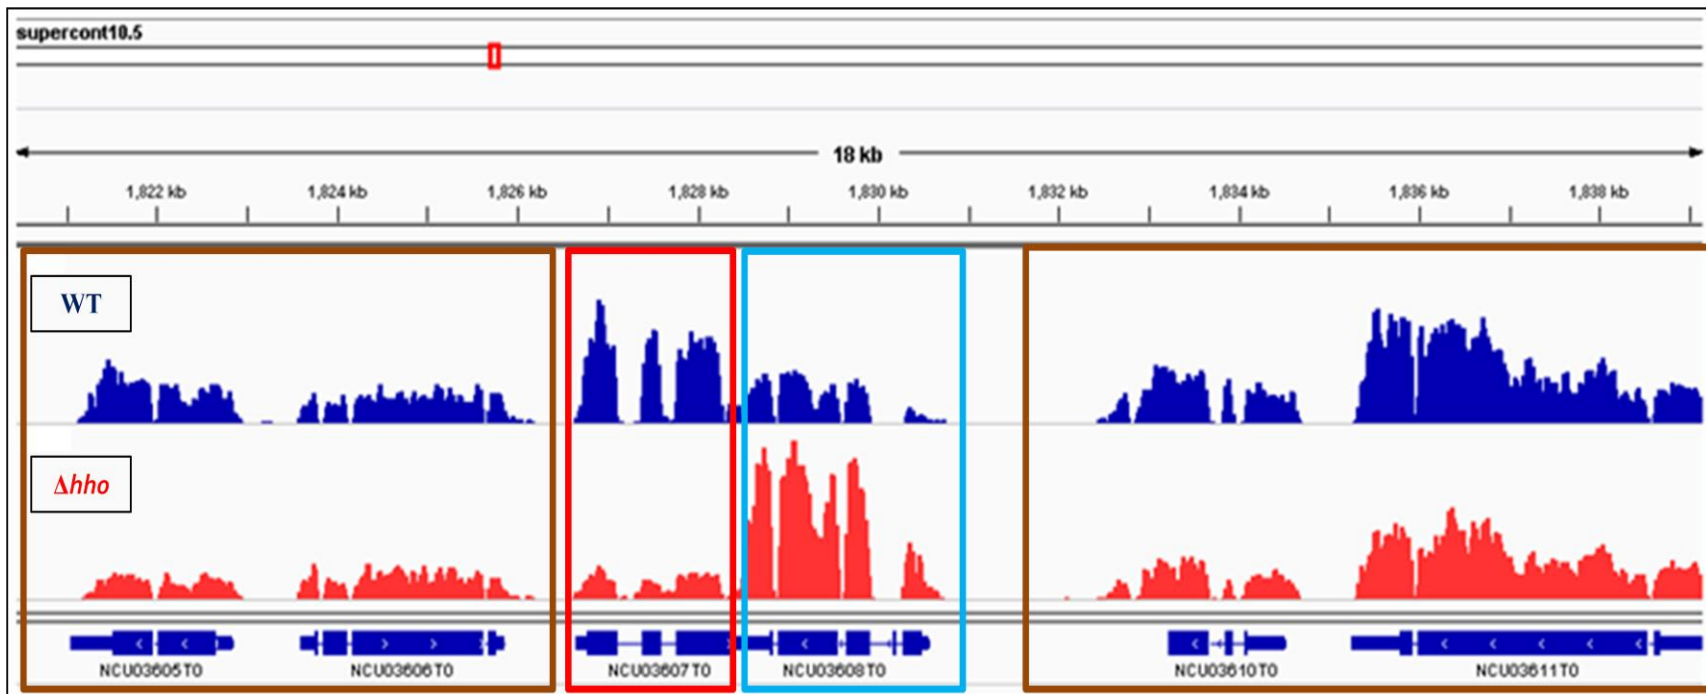 supercont10.5
18 kb
1,822 kb 1,824 kb 1,826 kb 1,828 kb 1,830 kb 1,832 kb 1,834 kb 1,836 kb 1,838 kb
WT
Δhho
NCU03605T0 NCU03606T0 NCU03607T0 NCU03608T0 NCU03610T0 NCU03611T0